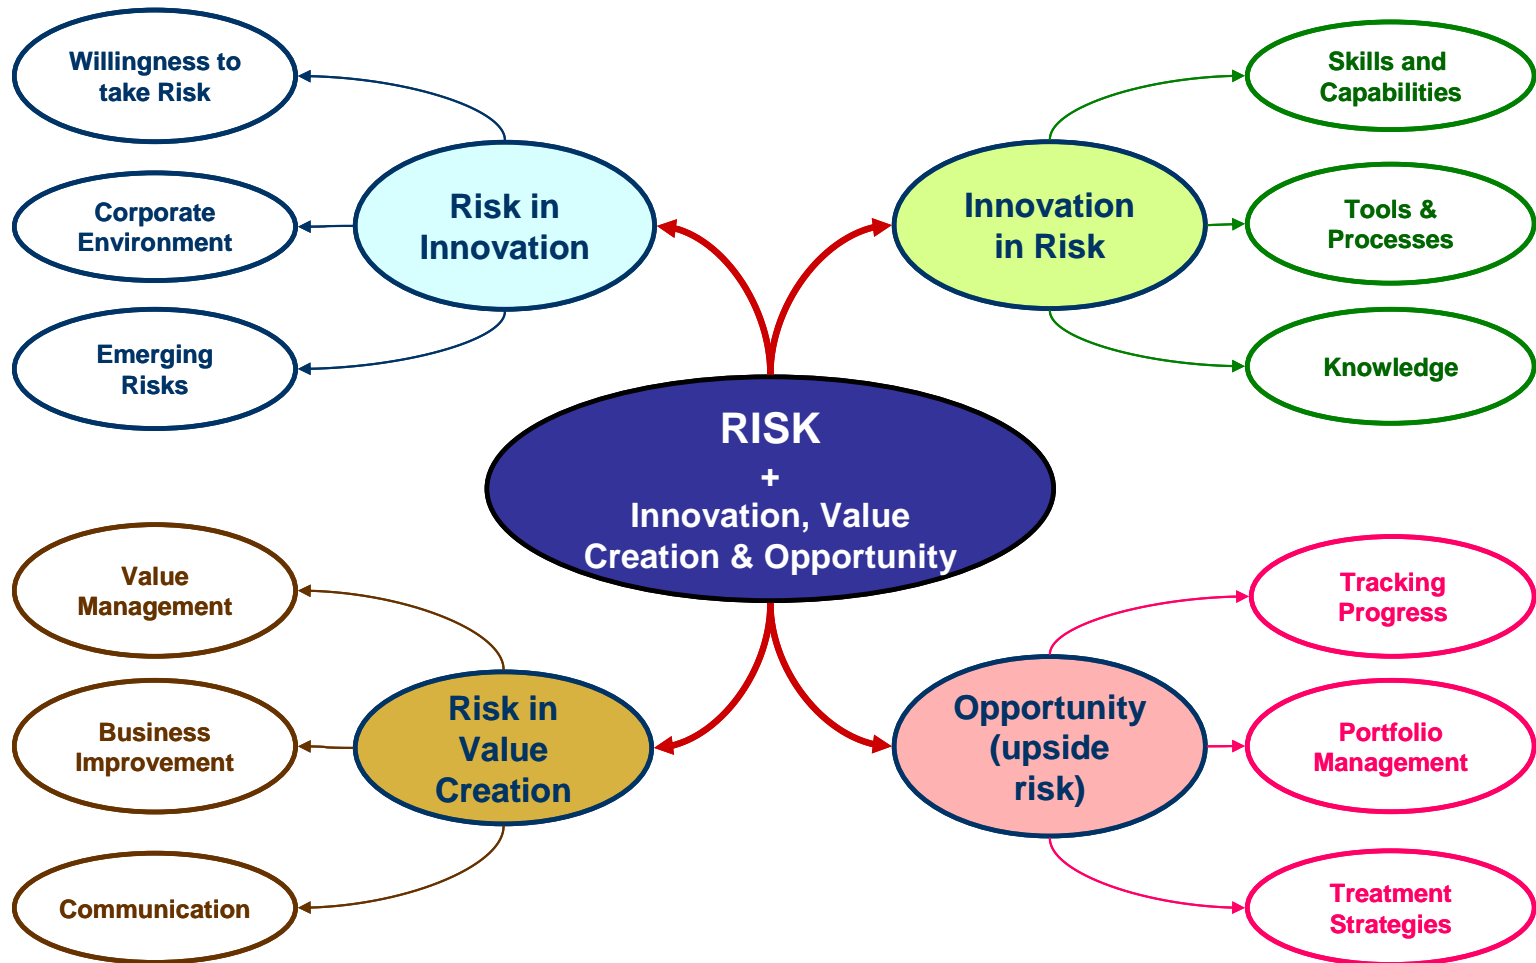 Willingness to
take Risk
Corporate
Environment
Emerging
Risks
Risk in
Innovation
Innovation
in Risk
Skills and
Capabilities
Tools &
Processes
Knowledge
RISK
+
Innovation, Value
Creation & Opportunity
Value
Management
Business
Improvement
Communication
Risk in
Value
Creation
Opportunity
(upside
risk)
Tracking
Progress
Portfolio
Management
Treatment
Strategies